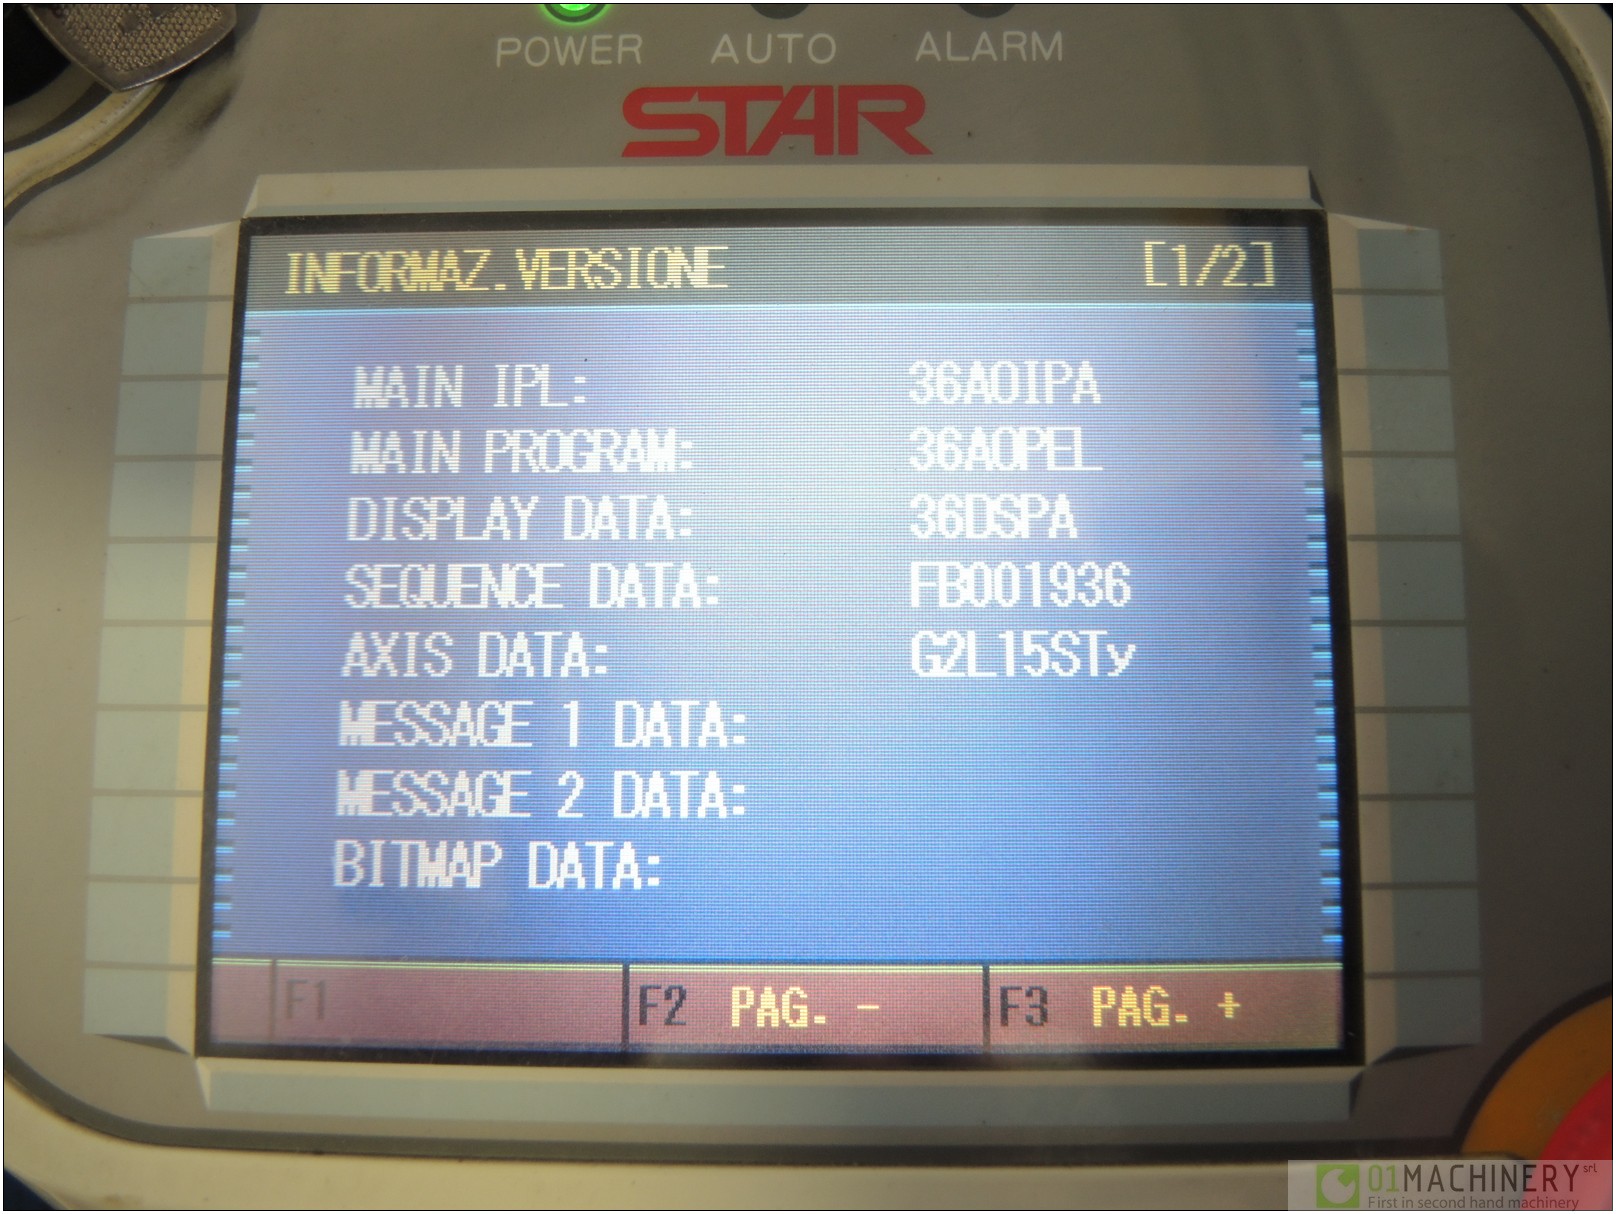 POWER AUTO ALARM
STAR
INFORMAZ.VERSIONE [1/2]
MAIN IPL: 36A0IPA
MAIN PROGRAM: 36A0PEL
DISPLAY DATA: 36DSPA
SEQUENCE DATA: FB001936
AXIS DATA: G2L15STy
MESSAGE 1 DATA:
MESSAGE 2 DATA:
BITMAP DATA:
F1 F2 PAG. - F3 PAG. +
01MACHINERY srl
First in second hand machinery